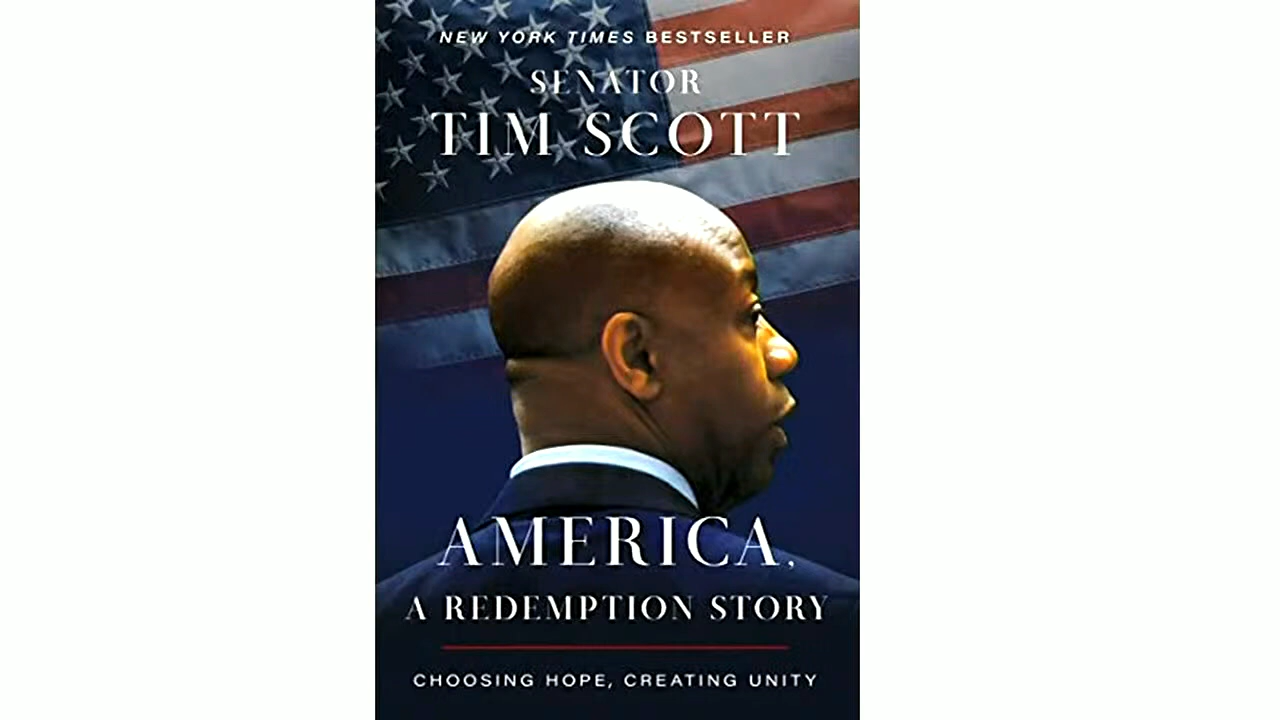 NEW YORK TIMES BESTSELLER
SENATOR
TIM SCOTT
AMERICA,
A REDEMPTION STORY
CHOOSING HOPE, CREATING UNITY